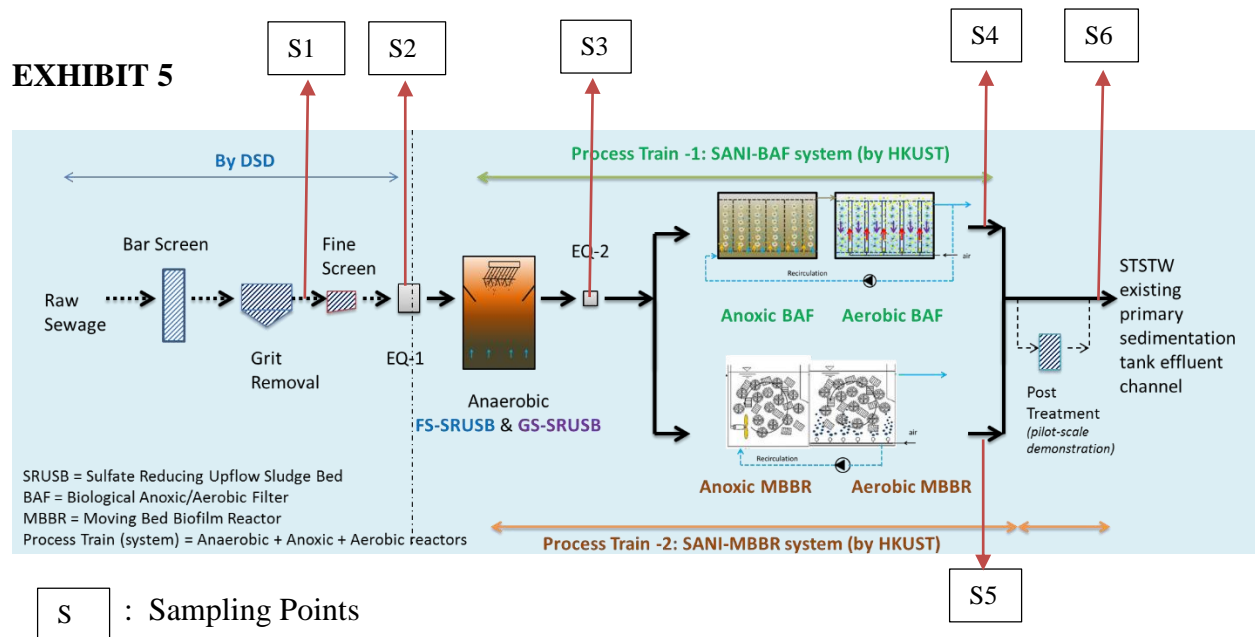 S1
S2
S3
S4
S6
EXHIBIT 5
By DSD
Process Train -1: SANI-BAF system (by HKUST)
Bar Screen
Fine
Screen
Raw
Sewage
Grit
Removal
EQ-1
Anaerobic
FS-SRUSB & GS-SRUSB
EQ-2
air
Recirculation
Anoxic BAF
Aerobic BAF
air
Recirculation
Anoxic MBBR
Aerobic MBBR
STSTW
existing
primary
sedimentation
tank effluent
channel
Post
Treatment
(pilot-scale
demonstration)
SRUSB = Sulfate Reducing Upflow Sludge Bed
BAF = Biological Anoxic/Aerobic Filter
MBBR = Moving Bed Biofilm Reactor
Process Train (system) = Anaerobic + Anoxic + Aerobic reactors
Process Train -2: SANI-MBBR system (by HKUST)
S5
S : Sampling Points